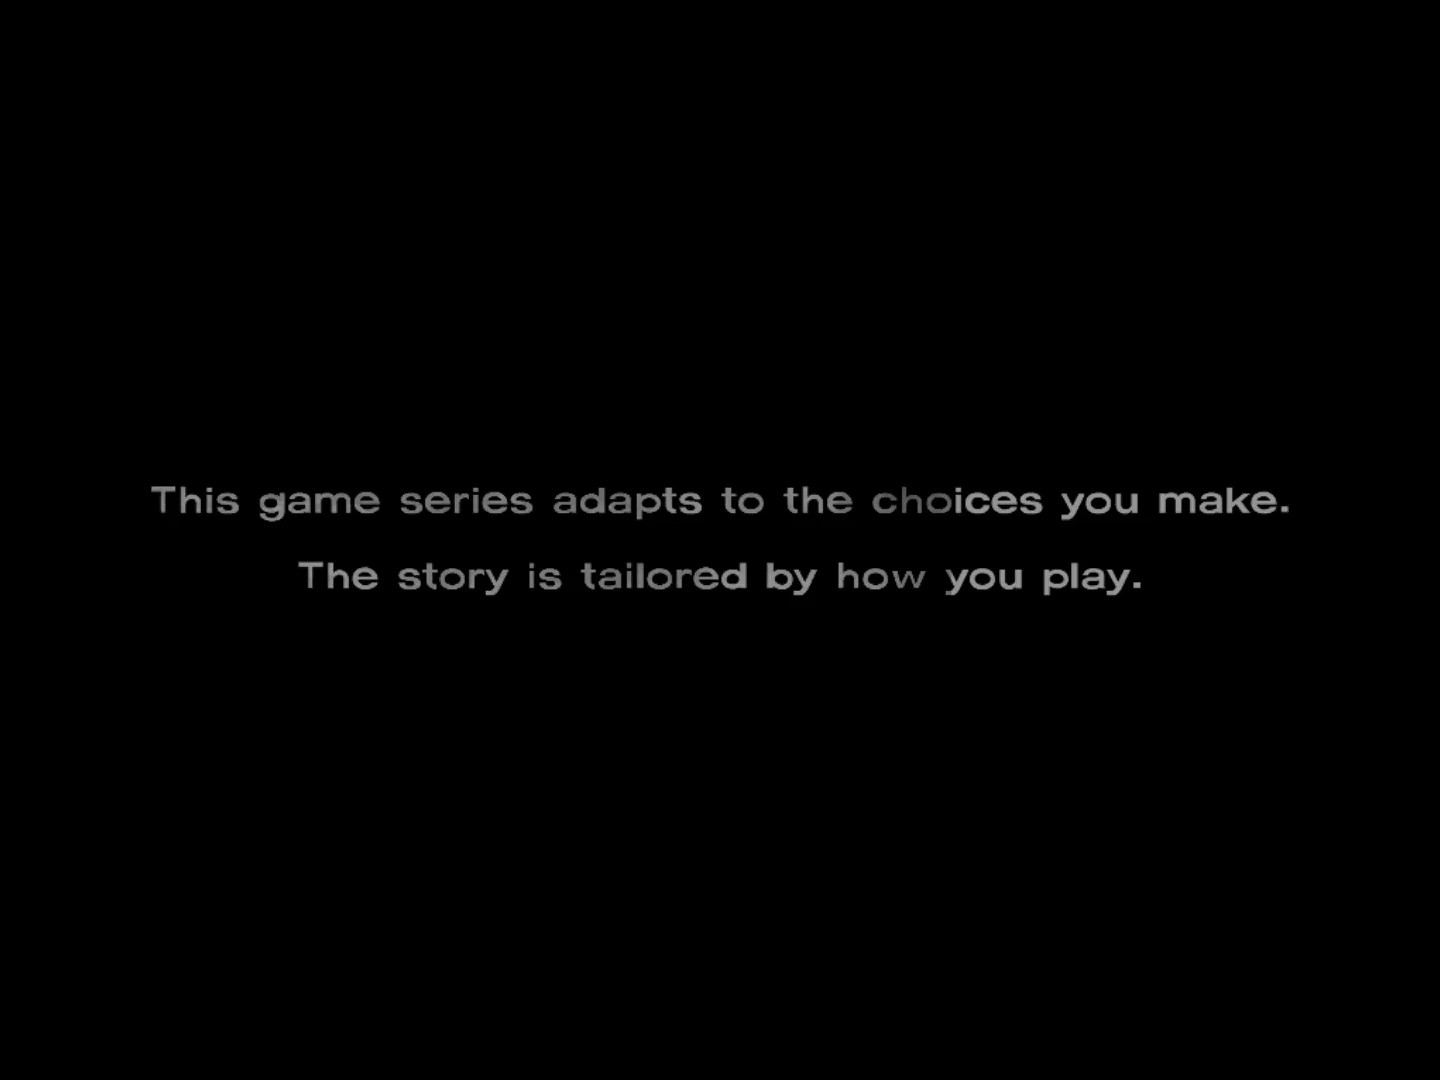 This game series adapts to the choices you make.
The story is tailored by how you play.